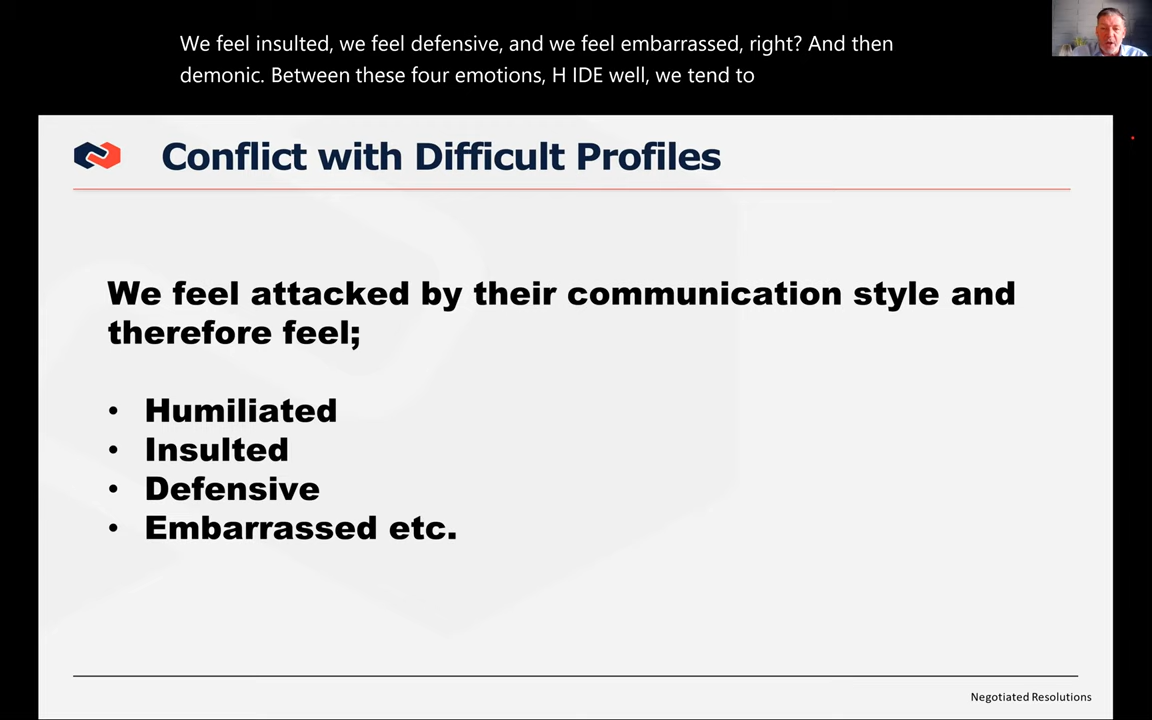 We feel insulted, we feel defensive, and we feel embarrassed, right? And then
demonic. Between these four emotions, H IDE well, we tend to
Conflict with Difficult Profiles
We feel attacked by their communication style and
therefore feel;
• Humiliated
• Insulted
• Defensive
• Embarrassed etc.
Negotiated Resolutions